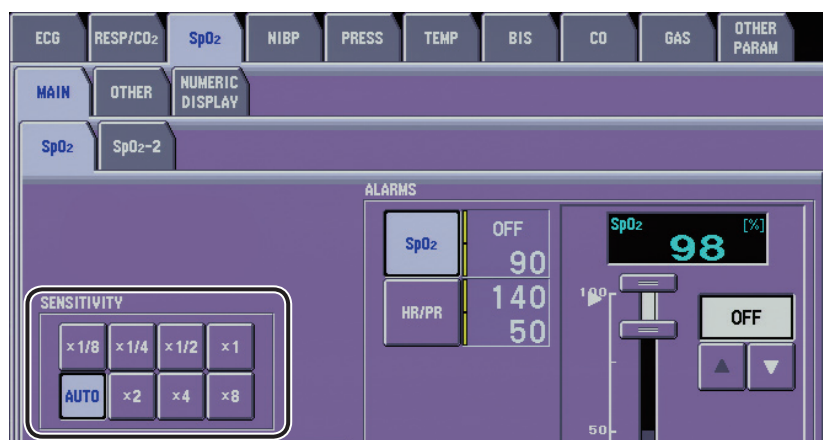 ECG RESP/CO2 SpO2 NIBP PRESS TEMP BIS CO GAS OTHER PARAM
MAIN OTHER NUMERIC DISPLAY
SpO2 SpO2-2
ALARMS
SpO2 OFF
90
HR/PR 140
50
SpO2 [%]
98
100
OFF
50
SENSITIVITY
×1/8 ×1/4 ×1/2 ×1
AUTO ×2 ×4 ×8